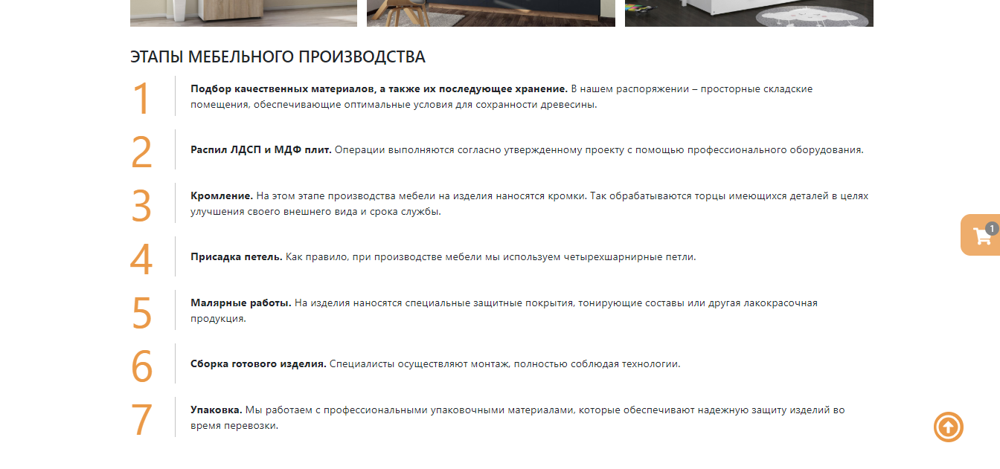 ЭТАПЫ МЕБЕЛЬНОГО ПРОИЗВОДСТВА
1
Подбор качественных материалов, а также их последующее хранение. В нашем распоряжении – просторные складские
помещения, обеспечивающие оптимальные условия для сохранности древесины.
2
Распил ЛДСП и МДФ плит. Операции выполняются согласно утвержденному проекту с помощью профессионального оборудования.
3
Кромление. На этом этапе производства мебели на изделия наносятся кромки. Так обрабатываются торцы имеющихся деталей в целях
улучшения своего внешнего вида и срока службы.
1
4
Присадка петель. Как правило, при производстве мебели мы используем четырехшарнирные петли.
5
Малярные работы. На изделия наносятся специальные защитные покрытия, тонирующие составы или другая лакокрасочная
продукция.
6
Сборка готового изделия. Специалисты осуществляют монтаж, полностью соблюдая технологии.
7
Упаковка. Мы работаем с профессиональными упаковочными материалами, которые обеспечивают надежную защиту изделий во
время перевозки.